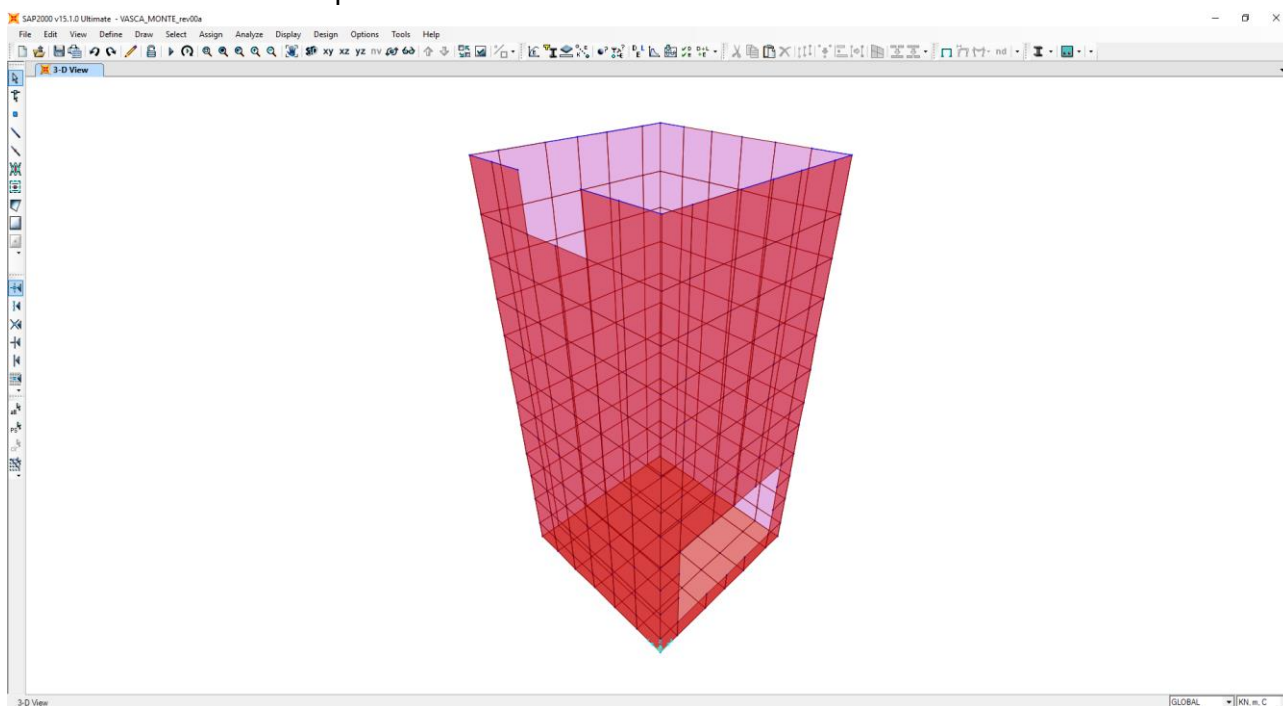 SAP2000 v15.1.0 Ultimate - VASCA_MONTE_rev00a
File Edit View Define Draw Select Assign Analyze Display Design Options Tools Help
xy xz yz nv nd
3-D View
3-D View GLOBAL KN, m, C